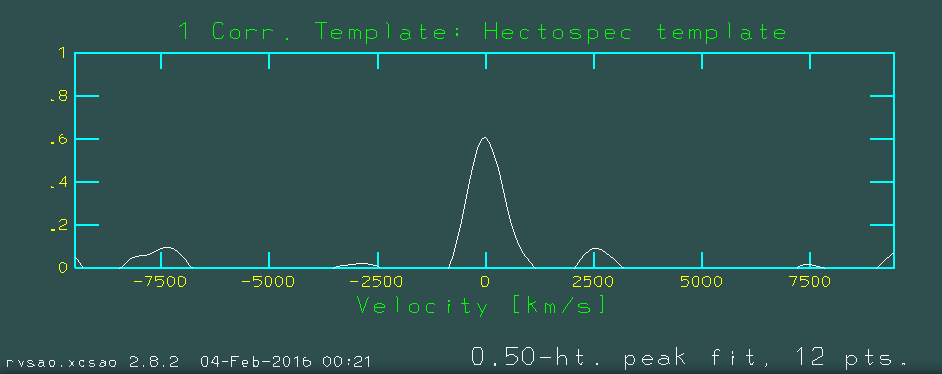 1 Corr. Template: Hectospec template
1
.8
.6
.4
.2
0
-7500 -5000 -2500 0 2500 5000 7500
Velocity [km/s]
rvsao.xcsao 2.8.2 04-Feb-2016 00:21 0.50-ht. peak fit, 12 pts.